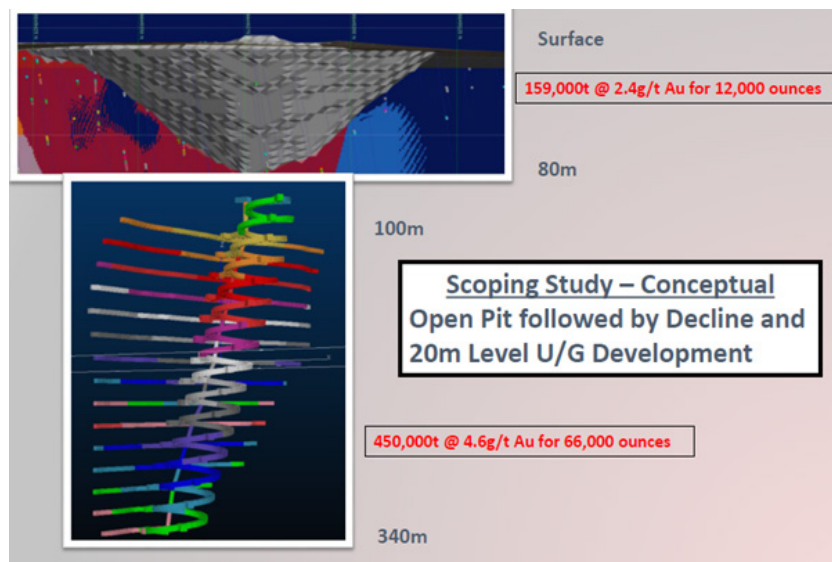 Surface
159,000t @ 2.4g/t Au for 12,000 ounces
80m
100m
Scoping Study – Conceptual
Open Pit followed by Decline and
20m Level U/G Development
450,000t @ 4.6g/t Au for 66,000 ounces
340m